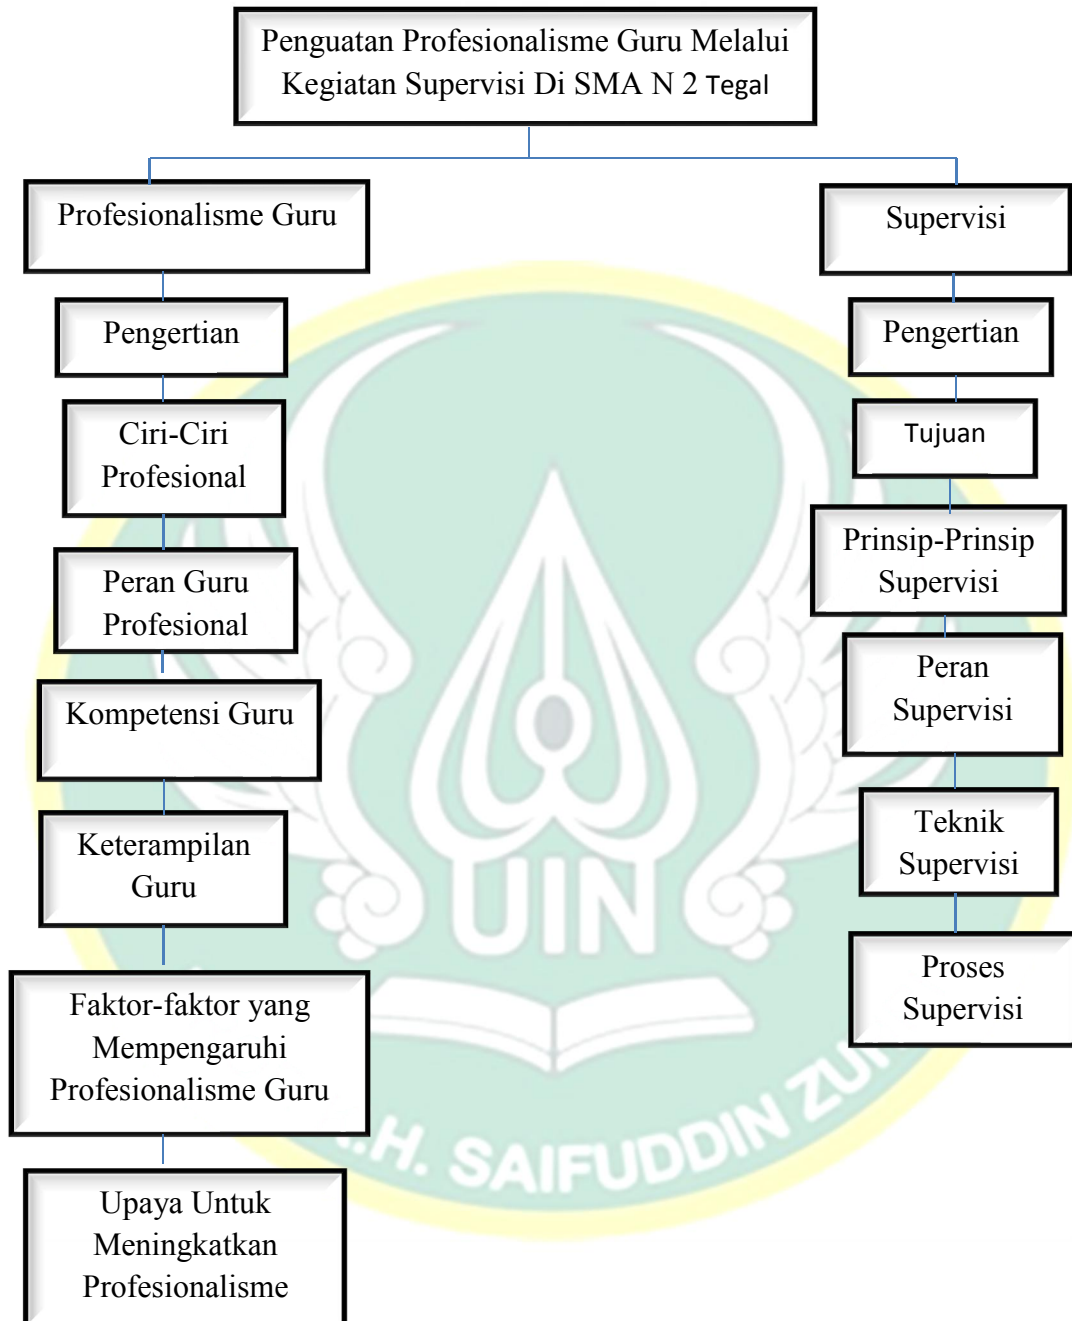 Penguatan Profesionalisme Guru Melalui
Kegiatan Supervisi Di SMA N 2 Tegal
Profesionalisme Guru
Pengertian
Ciri-Ciri
Profesional
Peran Guru
Profesional
Kompetensi Guru
Keterampilan
Guru
Faktor-faktor yang
Mempengaruhi
Profesionalisme Guru
Upaya Untuk
Meningkatkan
Profesionalisme
Supervisi
Pengertian
Tujuan
Prinsip-Prinsip
Supervisi
Peran
Supervisi
Teknik
Supervisi
Proses
Supervisi
UIN
H. SAIFUDDIN